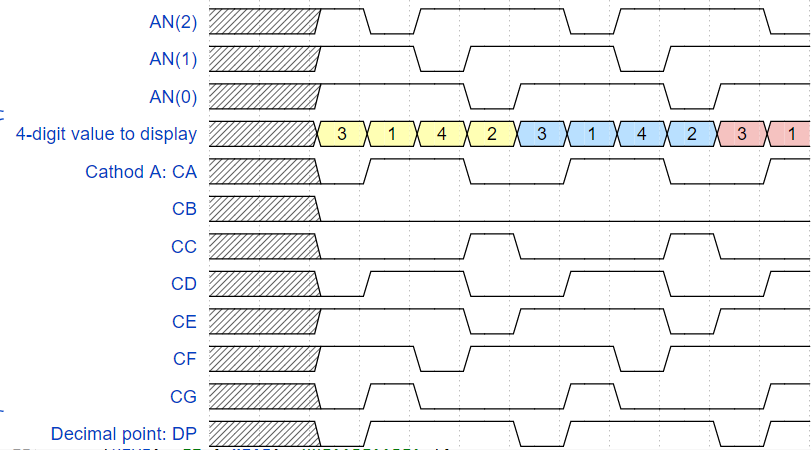 AN(2)
AN(1)
AN(0)
4-digit value to display 3 1 4 2 3 1 4 2 3 1
Cathod A: CA
CB
CC
CD
CE
CF
CG
Decimal point: DP